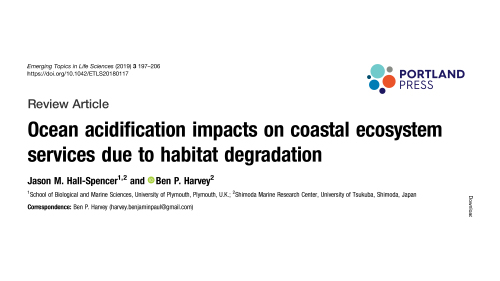 Emerging Topics in Life Sciences (2019) 3 197–206
https://doi.org/10.1042/ETLS20180117
PORTLAND
PRESS
Review Article
Ocean acidification impacts on coastal ecosystem
services due to habitat degradation
Jason M. Hall-Spencer1,2 and Ben P. Harvey2
1School of Biological and Marine Sciences, University of Plymouth, Plymouth, U.K.; 2Shimoda Marine Research Center, University of Tsukuba, Shimoda, Japan
Correspondence: Ben P. Harvey (harvey.benjaminpaul@gmail.com)